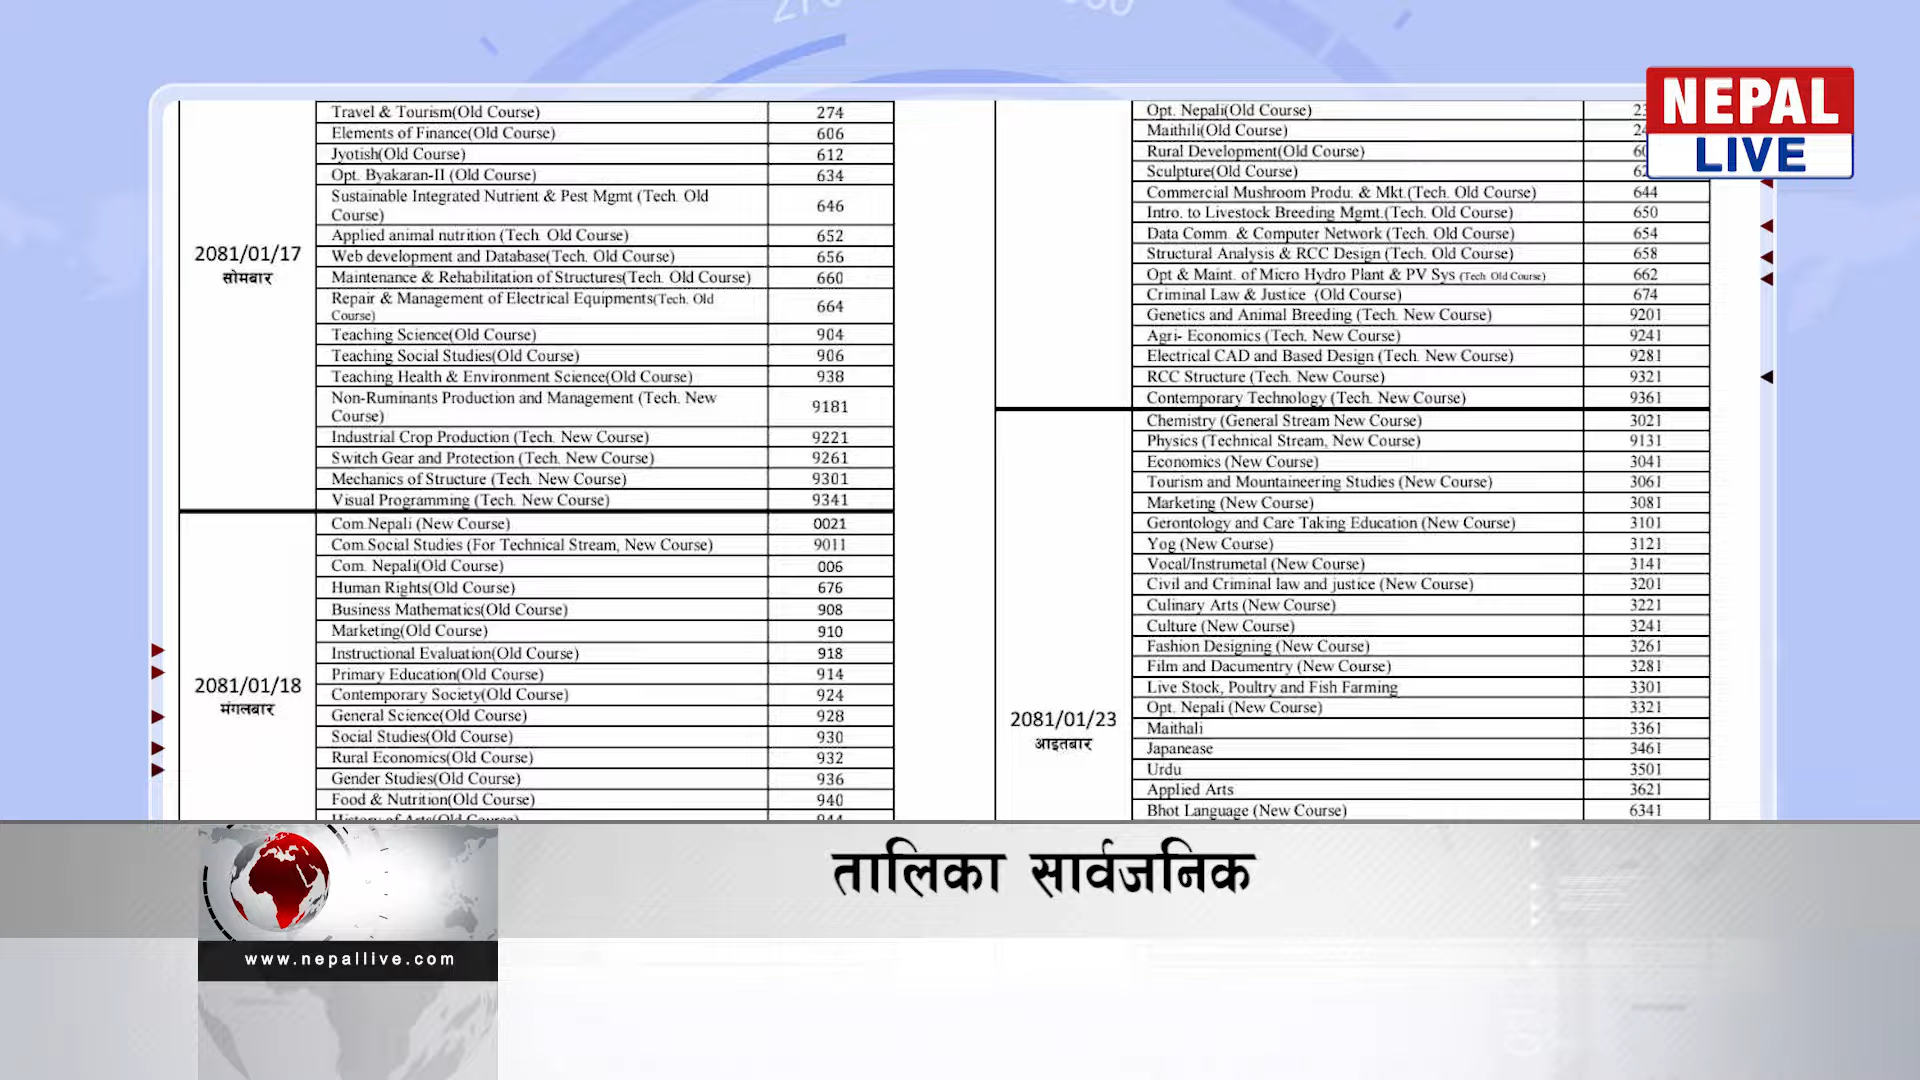 Travel & Tourism(Old Course) 274
Elements of Finance(Old Course) 606
Jyotish(Old Course) 612
Opt. Byakaran-II (Old Course) 634
Sustainable Integrated Nutrient & Pest Mgmt (Tech. Old
Course) 646
Applied animal nutrition (Tech. Old Course) 652
2081/01/17
सोमबार
Web development and Database(Tech. Old Course) 656
Maintenance & Rehabilitation of Structures(Tech. Old Course) 660
Repair & Management of Electrical Equipments(Tech. Old
Course) 664
Teaching Science(Old Course) 904
Teaching Social Studies(Old Course) 906
Teaching Health & Environment Science(Old Course) 938
Non-Ruminants Production and Management (Tech. New
Course) 9181
Industrial Crop Production (Tech. New Course) 9221
Switch Gear and Protection (Tech. New Course) 9261
Mechanics of Structure (Tech. New Course) 9301
Visual Programming (Tech. New Course) 9341
Com.Nepali (New Course) 0021
Com.Social Studies (For Technical Stream, New Course) 9011
Com. Nepali(Old Course) 006
Human Rights(Old Course) 676
Business Mathematics(Old Course) 908
Marketing(Old Course) 910
Instructional Evaluation(Old Course) 918
Primary Education(Old Course) 914
2081/01/18
मंगलबार
Contemporary Society(Old Course) 924
General Science(Old Course) 928
Social Studies(Old Course) 930
Rural Economics(Old Course) 932
Gender Studies(Old Course) 936
Food & Nutrition(Old Course) 940
History of Arts(Old Course) 944
Opt. Nepali(Old Course)
Maithili(Old Course)
Rural Development(Old Course)
Sculpture(Old Course)
Commercial Mushroom Produ. & Mkt.(Tech. Old Course) 644
Intro. to Livestock Breeding Mgmt.(Tech. Old Course) 650
Data Comm. & Computer Network (Tech. Old Course) 654
Structural Analysis & RCC Design (Tech. Old Course) 658
Opt & Maint. of Micro Hydro Plant & PV Sys (Tech. Old Course) 662
Criminal Law & Justice (Old Course) 674
Genetics and Animal Breeding (Tech. New Course) 9201
Agri- Economics (Tech. New Course) 9241
Electrical CAD and Based Design (Tech. New Course) 9281
RCC Structure (Tech. New Course) 9321
Contemporary Technology (Tech. New Course) 9361
Chemistry (General Stream New Course) 3021
Physics (Technical Stream, New Course) 9131
Economics (New Course) 3041
Tourism and Mountaineering Studies (New Course) 3061
Marketing (New Course) 3081
Gerontology and Care Taking Education (New Course) 3101
Yog (New Course) 3121
Vocal/Instrumetal (New Course) 3141
Civil and Criminal law and justice (New Course) 3201
Culinary Arts (New Course) 3221
Culture (New Course) 3241
Fashion Designing (New Course) 3261
Film and Dacumentry (New Course) 3281
Live Stock, Poultry and Fish Farming 3301
Opt. Nepali (New Course) 3321
2081/01/23
आइतबार
Maithali 3361
Japanease 3461
Urdu 3501
Applied Arts 3621
Bhot Language (New Course) 6341
NEPAL
LIVE
तालिका सार्वजनिक
www.nepallive.com